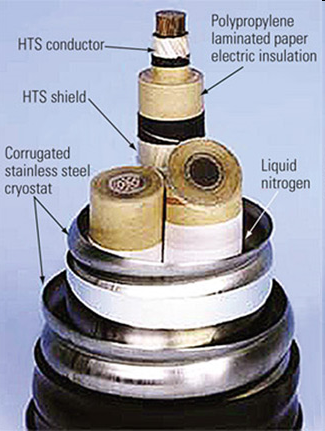 HTS conductor
Polypropylene
laminated paper
electric insulation
HTS shield
Corrugated
stainless steel
cryostat
Liquid
nitrogen